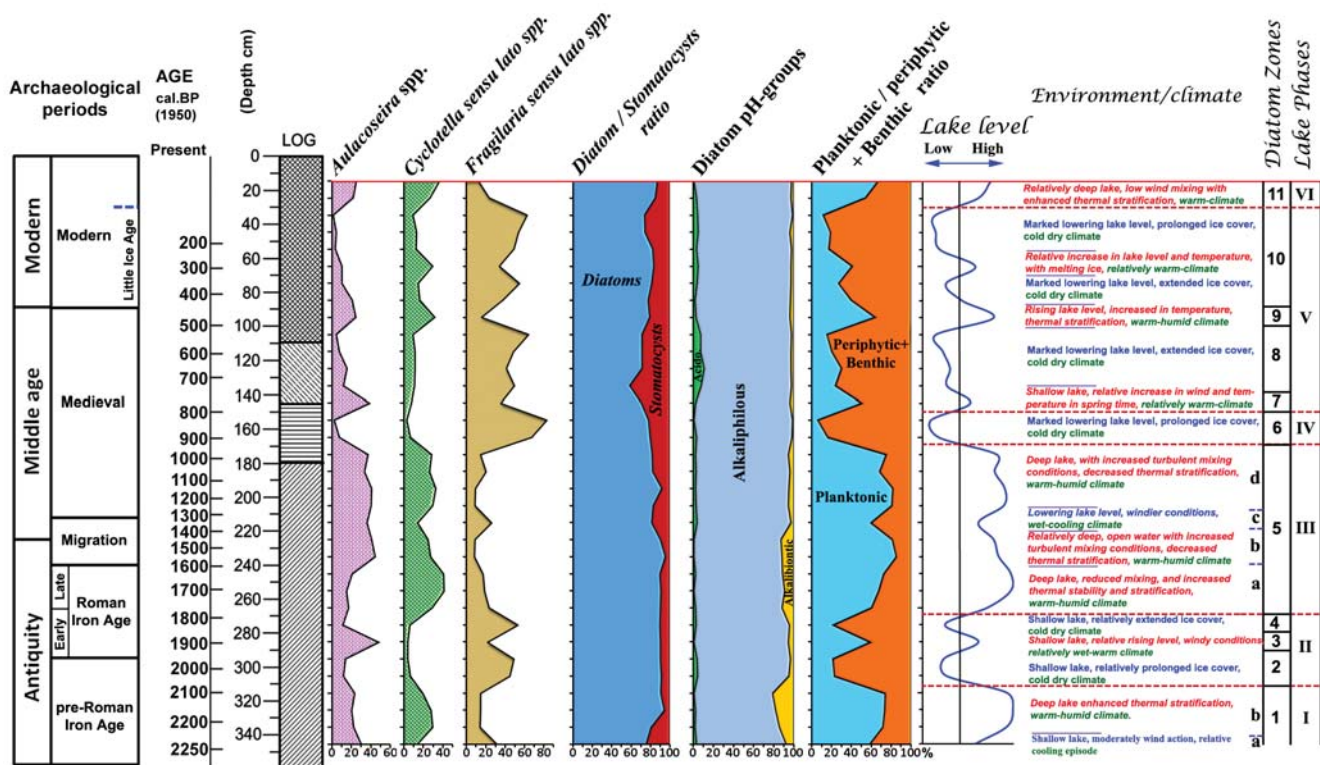 Archaeological
periods
AGE
cal.BP
(1950)
Present
(Depth cm)
LOG
Aulacoseira spp.
Cyclotella sensu lato spp.
Fragilaria sensu lato spp.
Diatom / Stomatocysts
ratio
Diatom pH-groups
Planktonic / periphytic
+ Benthic ratio
Lake level
Low High
Environment/climate
Diatom Zones
Lake Phases
Modern
Modern
Little Ice Age
Middle age
Medieval
Migration
Antiquity
Late
Early
Roman
Iron Age
pre-Roman
Iron Age
200
300
400
500
600
700
800
900
1000
1100
1200
1300
1400
1500
1600
1700
1800
1900
2000
2100
2200
2250
0
20
40
60
80
100
120
140
160
180
200
220
240
260
280
300
320
340
Diatoms
Stomatocysts
Acido
Alkaliphilous
Alkalibiontic
Planktonic
Periphytic+
Benthic
0 20 40 60
0 20 40
0 20 40 60 80
0 20 40 60 80 100
0 20 40 60 80 100
0 20 40 60 80 100%
Relatively deep lake, low wind mixing with
enhanced thermal stratification, warm-climate
Marked lowering lake level, prolonged ice cover,
cold dry climate
Relative increase in lake level and temperature,
with melting ice, relatively warm-climate
Marked lowering lake level, extended ice cover,
cold dry climate
Rising lake level, increased in temperature,
thermal stratification, warm-humid climate
Marked lowering lake level, extended ice cover,
cold dry climate
Shallow lake, relative increase in wind and tem-
perature in spring time, relatively warm-climate
Marked lowering lake level, prolonged ice cover,
cold dry climate
Deep lake, with increased turbulent mixing
conditions, decreased thermal stratification,
warm-humid climate
Lowering lake level, windier conditions,
wet-cooling climate
Relatively deep, open water with increased
turbulent mixing conditions, decreased
thermal stratification, warm-humid climate
Deep lake, reduced mixing, and increased
thermal stability and stratification,
warm-humid climate
Shallow lake, relatively extended ice cover,
cold dry climate
Shallow lake, relative rising level, windy conditions
relatively wet-warm climate
Shallow lake, relatively prolonged ice cover,
cold dry climate
Deep lake enhanced thermal stratification,
warm-humid climate.
Shallow lake, moderately wind action, relative
cooling episode
11
10
9
8
7
6
d
c
5
b
a
4
3
2
b
1
a
VI
V
IV
III
II
I